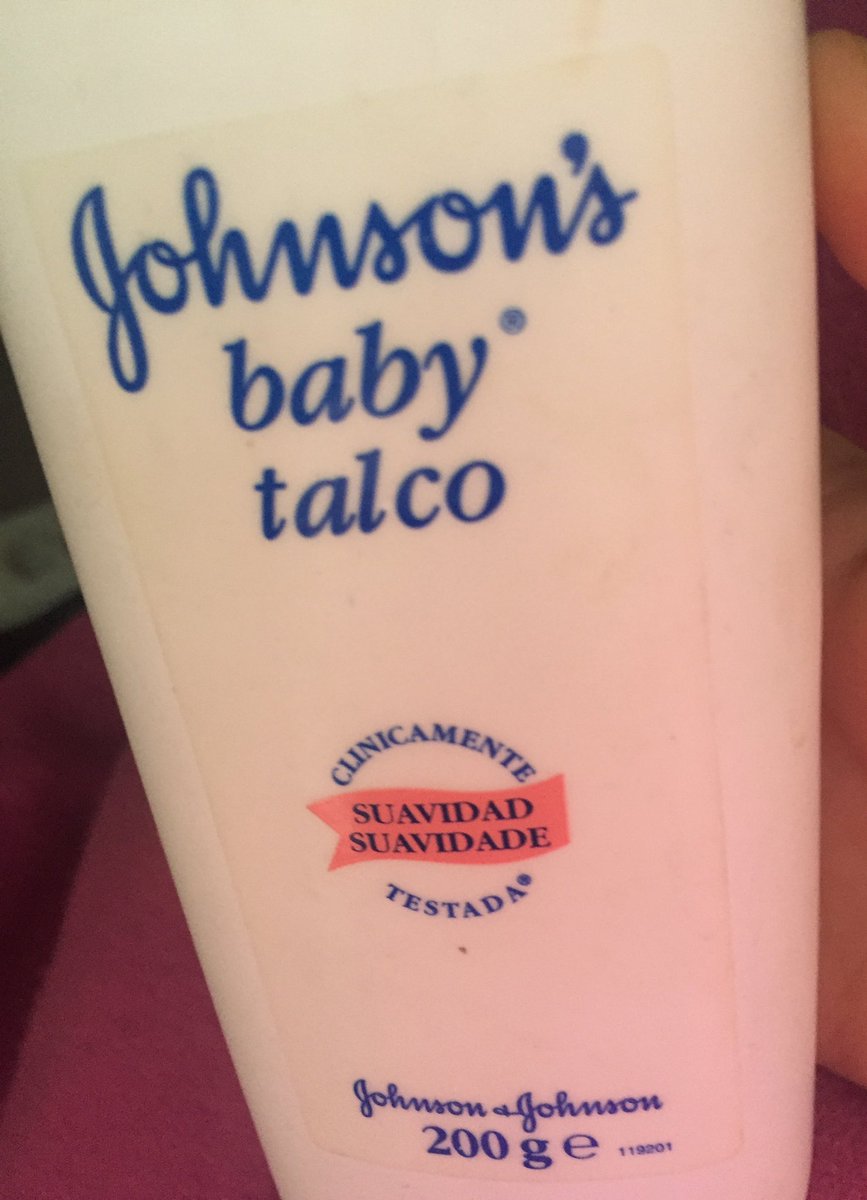 Johnson's
baby®
talco
CLINICAMENTE
SUAVIDAD
SUAVIDADE
TESTADA®
Johnson & Johnson
200 g ℮ 119201